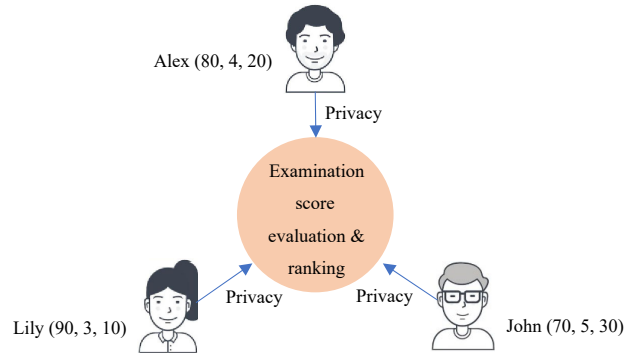 Alex (80, 4, 20)
Privacy
Examination
score
evaluation &
ranking
Privacy
Privacy
Lily (90, 3, 10)
John (70, 5, 30)